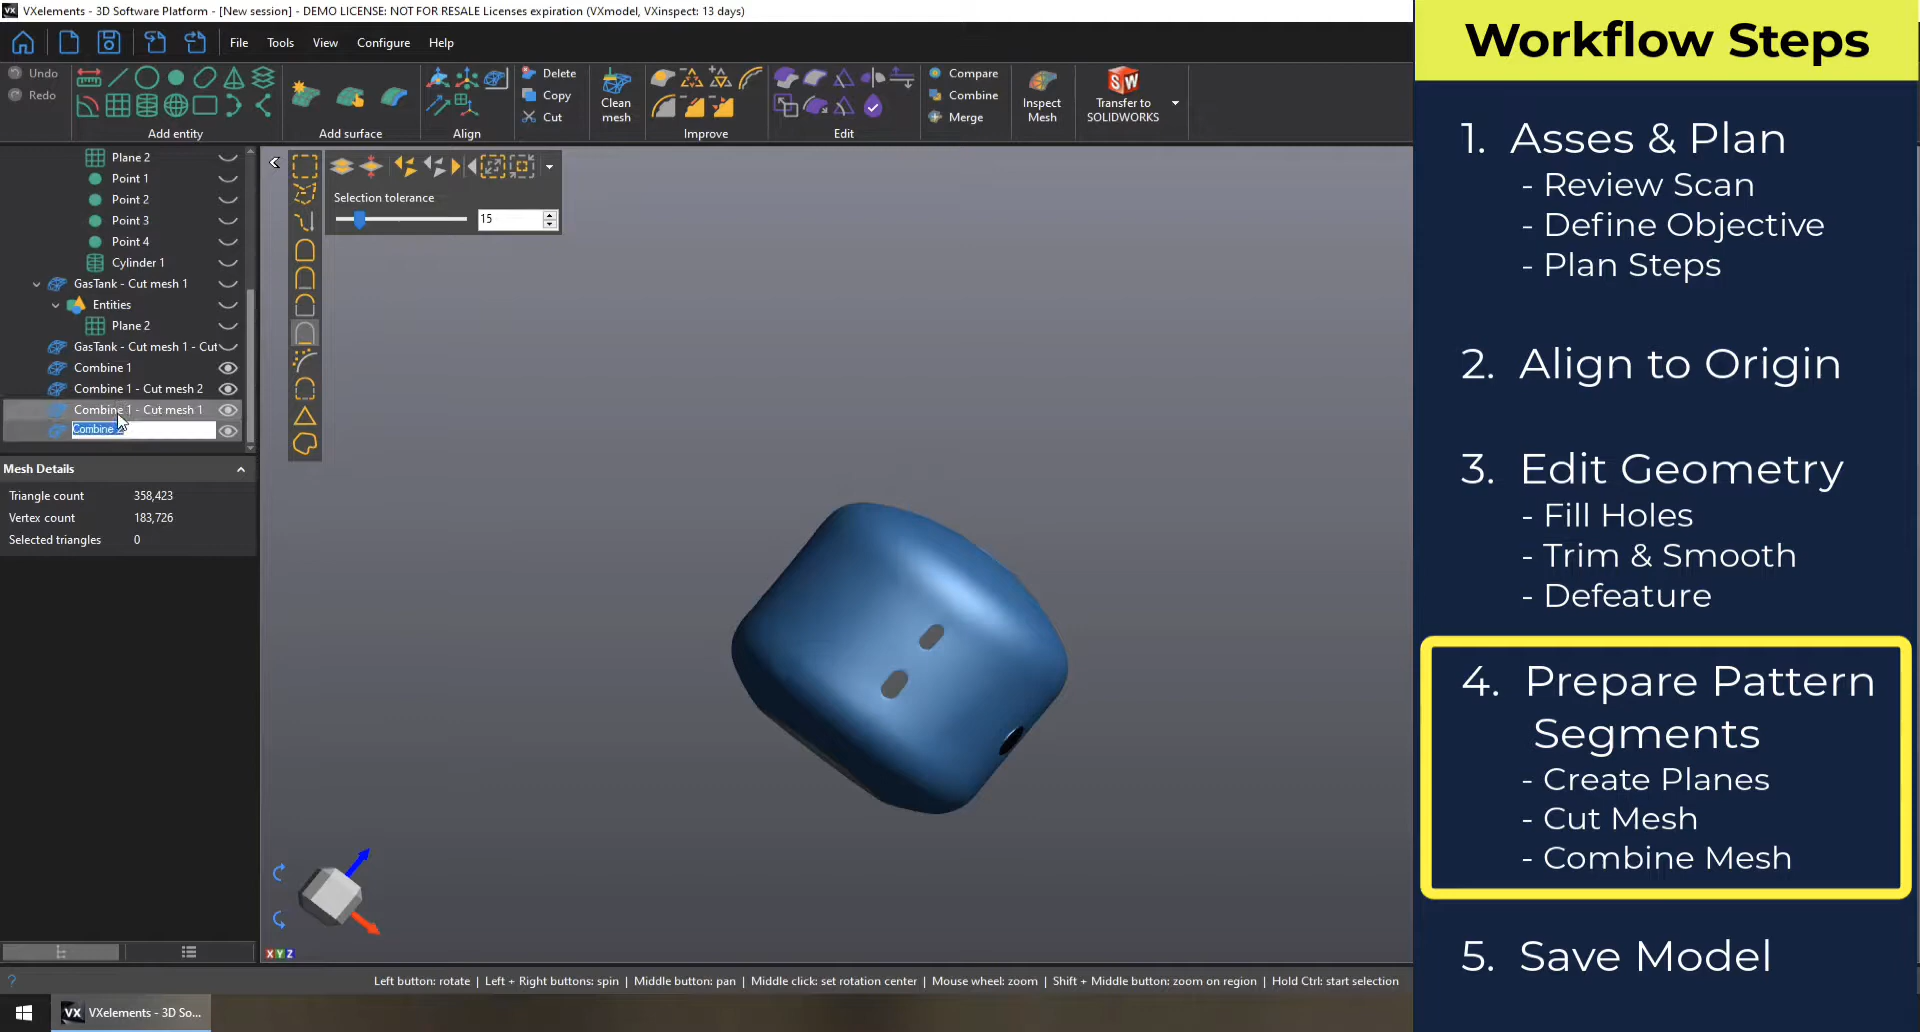 VXelements - 3D Software Platform - [New session] - DEMO LICENSE: NOT FOR RESALE Licenses expiration (VXmodel, VXinspect: 13 days)
File Tools View Configure Help
Undo
Redo
Add entity
Add surface
Align
Delete
Copy
Cut
Clean
mesh
Improve
Edit
Compare
Combine
Merge
Inspect
Mesh
Transfer to
SOLIDWORKS
Plane 2
Point 1
Point 2
Point 3
Point 4
Cylinder 1
GasTank - Cut mesh 1
Entities
Plane 2
GasTank - Cut mesh 1 - Cut
Combine 1
Combine 1 - Cut mesh 2
Combine 1 - Cut mesh 1
Combine
Selection tolerance
15
Mesh Details
Triangle count 358,423
Vertex count 183,726
Selected triangles 0
XYZ
Left button: rotate | Left + Right buttons: spin | Middle button: pan | Middle click: set rotation center | Mouse wheel: zoom | Shift + Middle button: zoom on region | Hold Ctrl: start selection
VX VXelements - 3D So...
Workflow Steps
1. Asses & Plan
- Review Scan
- Define Objective
- Plan Steps
2. Align to Origin
3. Edit Geometry
- Fill Holes
- Trim & Smooth
- Defeature
4. Prepare Pattern
Segments
- Create Planes
- Cut Mesh
- Combine Mesh
5. Save Model